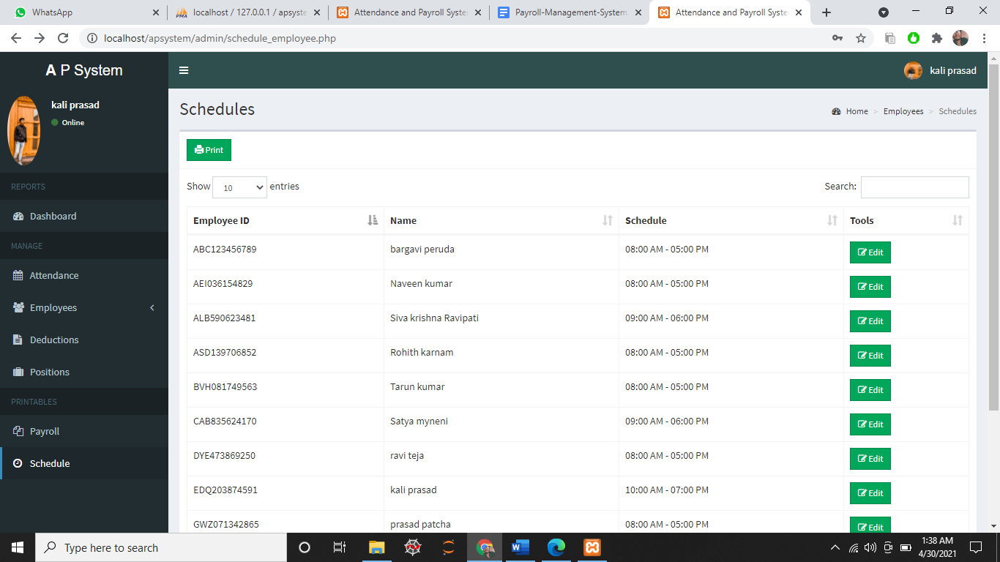 WhatsApp
localhost / 127.0.0.1 / apsyste
Attendance and Payroll Syste
Payroll-Management-System
Attendance and Payroll Syste
localhost/apsystem/admin/schedule_employee.php
A P System
kali prasad
kali prasad
Online
Schedules
Home > Employees > Schedules
REPORTS
Dashboard
MANAGE
Attendance
Employees
Deductions
Positions
PRINTABLES
Payroll
Schedule
Print
Show 10 entries
Search:
Employee ID Name Schedule Tools
ABC123456789 bargavi peruda 08:00 AM - 05:00 PM Edit
AEI036154829 Naveen kumar 08:00 AM - 05:00 PM Edit
ALB590623481 Siva krishna Ravipati 09:00 AM - 06:00 PM Edit
ASD139706852 Rohith karnam 08:00 AM - 05:00 PM Edit
BVH081749563 Tarun kumar 08:00 AM - 05:00 PM Edit
CAB835624170 Satya myneni 09:00 AM - 06:00 PM Edit
DYE473869250 ravi teja 08:00 AM - 05:00 PM Edit
EDQ203874591 kali prasad 10:00 AM - 07:00 PM Edit
GWZ071342865 prasad patcha 08:00 AM - 05:00 PM Edit
Type here to search
1:38 AM
4/30/2021